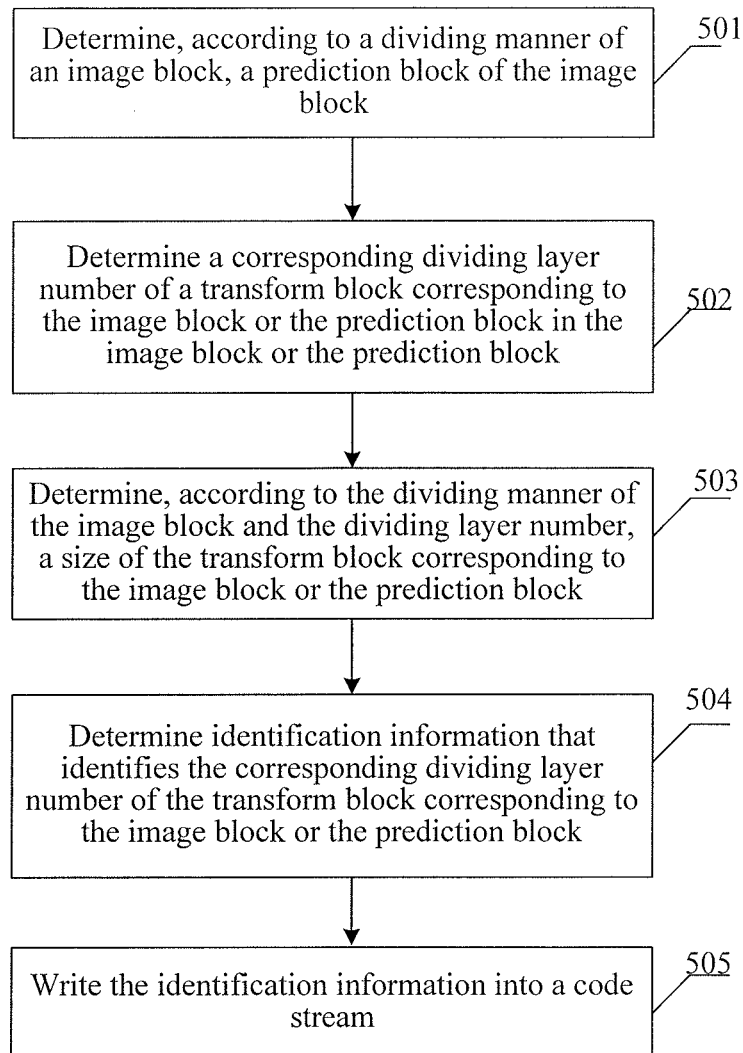 Determine, according to a dividing manner of
an image block, a prediction block of the image
block
501
Determine a corresponding dividing layer
number of a transform block corresponding to
the image block or the prediction block in the
image block or the prediction block
502
Determine, according to the dividing manner of
the image block and the dividing layer number,
a size of the transform block corresponding to
the image block or the prediction block
503
Determine identification information that
identifies the corresponding dividing layer
number of the transform block corresponding to
the image block or the prediction block
504
Write the identification information into a code
stream
505